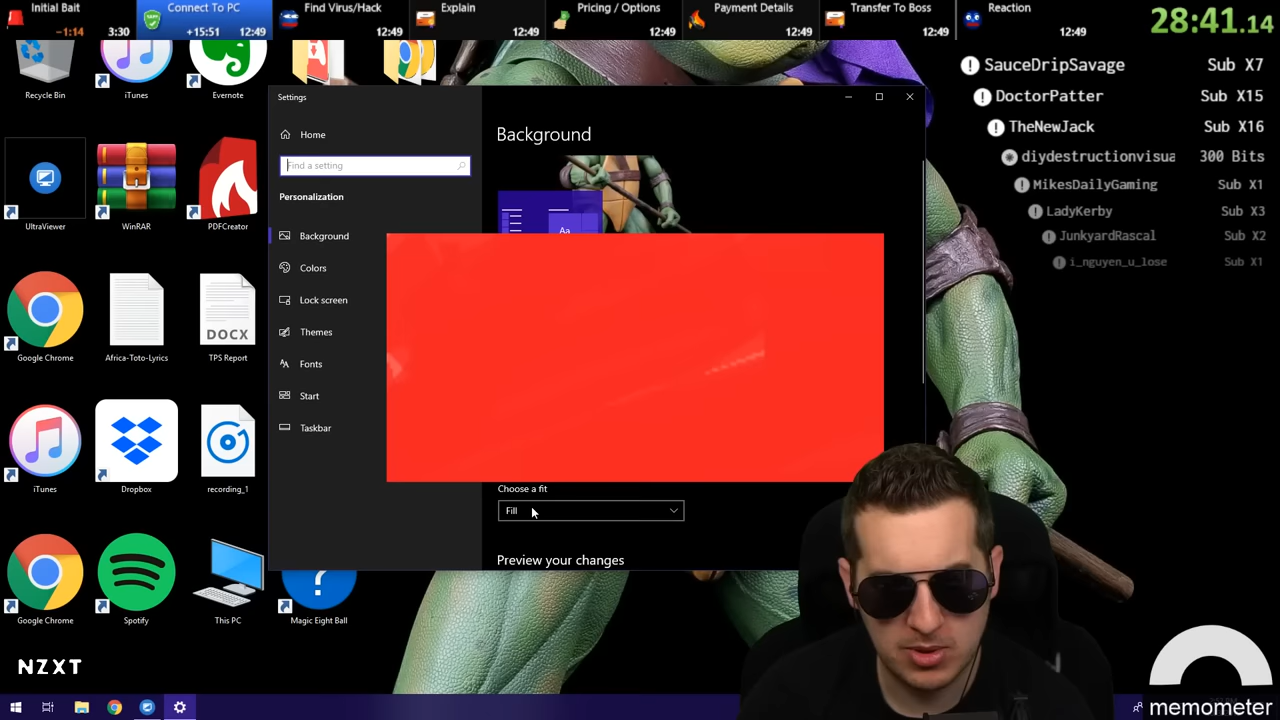 Initial Bait
-1:14
3:30
Connect To PC
+15:51
12:49
Find Virus/Hack
12:49
Explain
12:49
Pricing / Options
12:49
Payment Details
12:49
Transfer To Boss
12:49
Reaction
12:49
28:41.14
SauceDripSavage Sub X7
DoctorPatter Sub X15
TheNewJack Sub X16
diydestructionvisua 300 Bits
MikesDailyGaming Sub X1
LadyKerby Sub X3
JunkyardRascal Sub X2
i_nguyen_u_lose Sub X1
Recycle Bin
iTunes
Evernote
UltraViewer
WinRAR
PDFCreator
Google Chrome
Africa-Toto-Lyrics
DOCX
TPS Report
iTunes
Dropbox
recording_1
Google Chrome
Spotify
This PC
?
Magic Eight Ball
Settings
Home
Find a setting
Personalization
Background
Colors
Lock screen
Themes
Fonts
Start
Taskbar
Background
Aa
Choose a fit
Fill
Preview your changes
NZXT
memometer